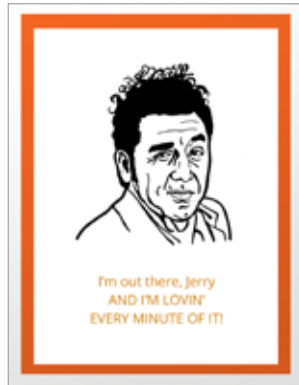 I'm out there, Jerry
AND I'M LOVIN'
EVERY MINUTE OF IT!